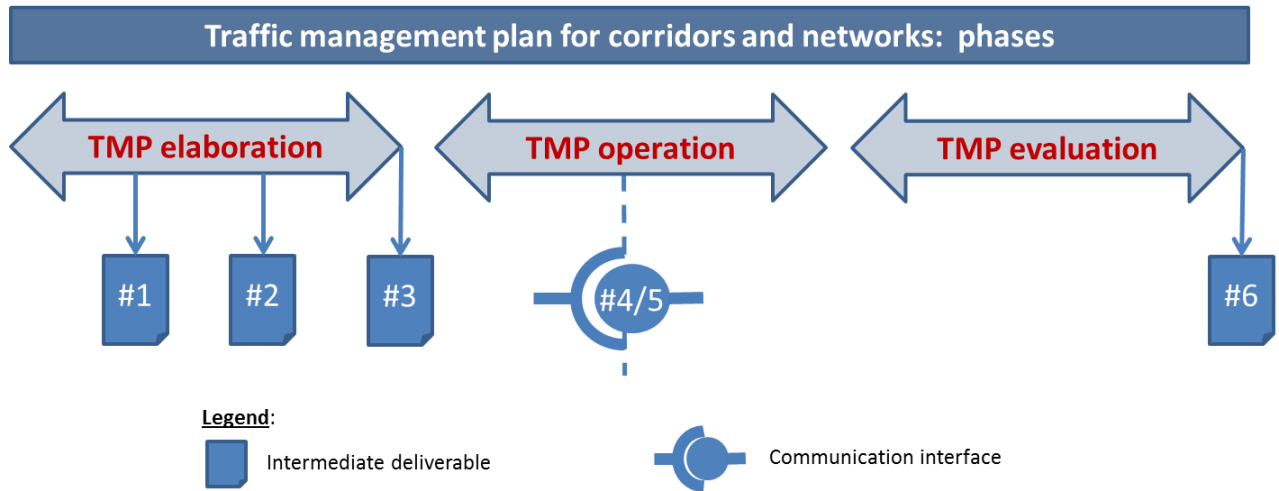 Traffic management plan for corridors and networks: phases
TMP elaboration
TMP operation
TMP evaluation
#1
#2
#3
#4/5
#6
Legend:
Intermediate deliverable
Communication interface